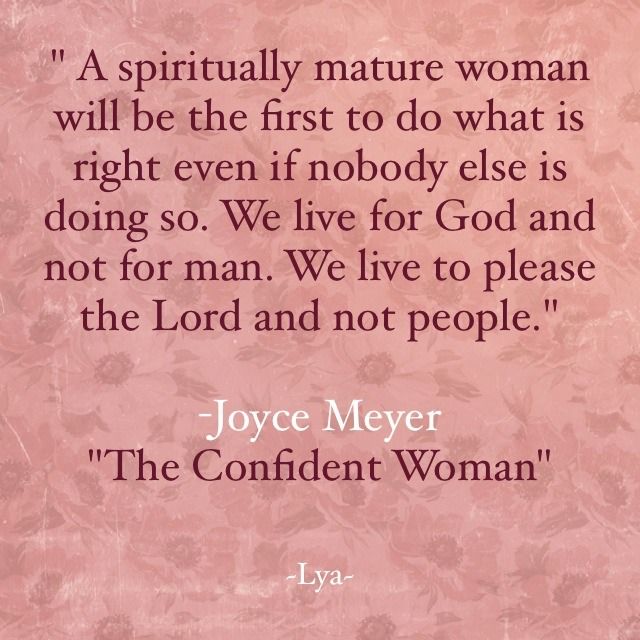 " A spiritually mature woman
will be the first to do what is
right even if nobody else is
doing so. We live for God and
not for man. We live to please
the Lord and not people."
-Joyce Meyer
"The Confident Woman"
-Lya-